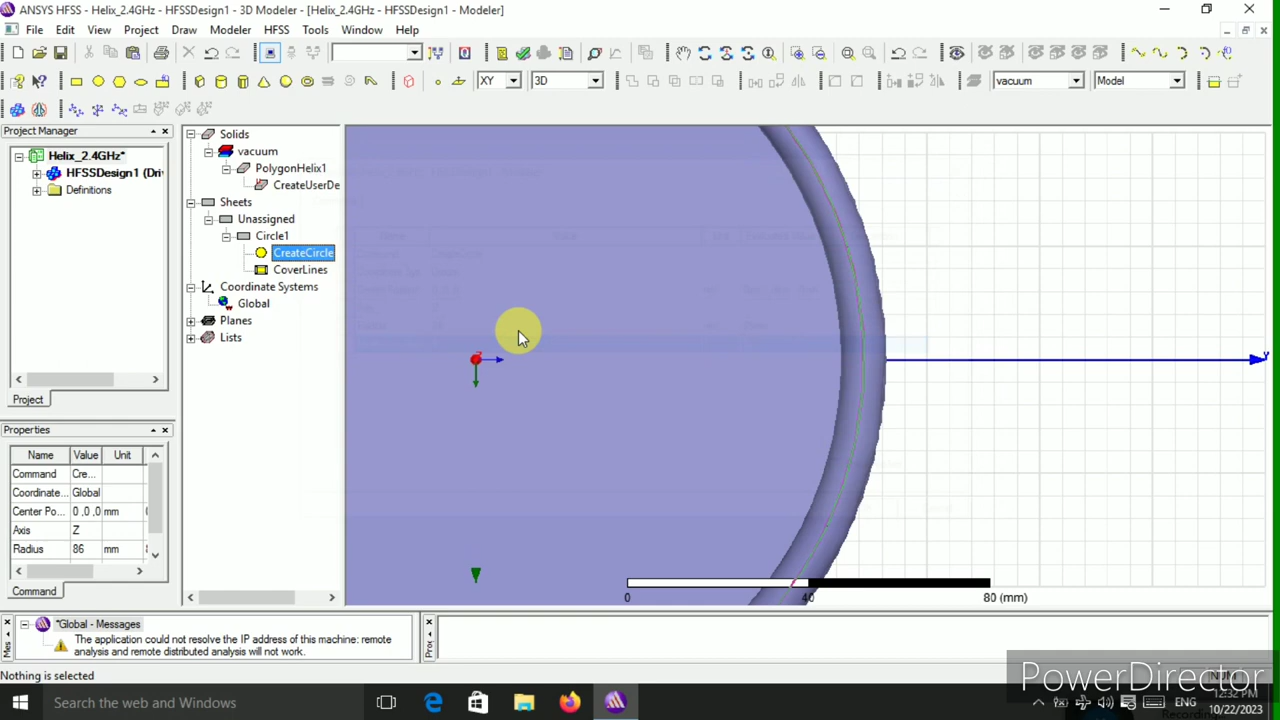 ANSYS HFSS - Helix_2.4GHz - HFSSDesign1 - 3D Modeler - [Helix_2.4GHz - HFSSDesign1 - Modeler]
File Edit View Project Draw Modeler HFSS Tools Window Help
XY 3D vacuum Model
Project Manager
Helix_2.4GHz*
HFSSDesign1 (Dri
Definitions
Project
Properties
Name Value Unit
Command Cre...
Coordinate... Global
Center Po... 0 ,0 ,0 mm
Axis Z
Radius 86 mm
Command
Solids
vacuum
PolygonHelix1
CreateUserDe
Sheets
Unassigned
Circle1
CreateCircle
CoverLines
Coordinate Systems
Global
Planes
Lists
0 40 80 (mm)
*Global - Messages
The application could not resolve the IP address of this machine: remote
analysis and remote distributed analysis will not work.
Nothing is selected
NUM
PowerDirector
Search the web and Windows
ENG
12:32 PM
10/22/2023